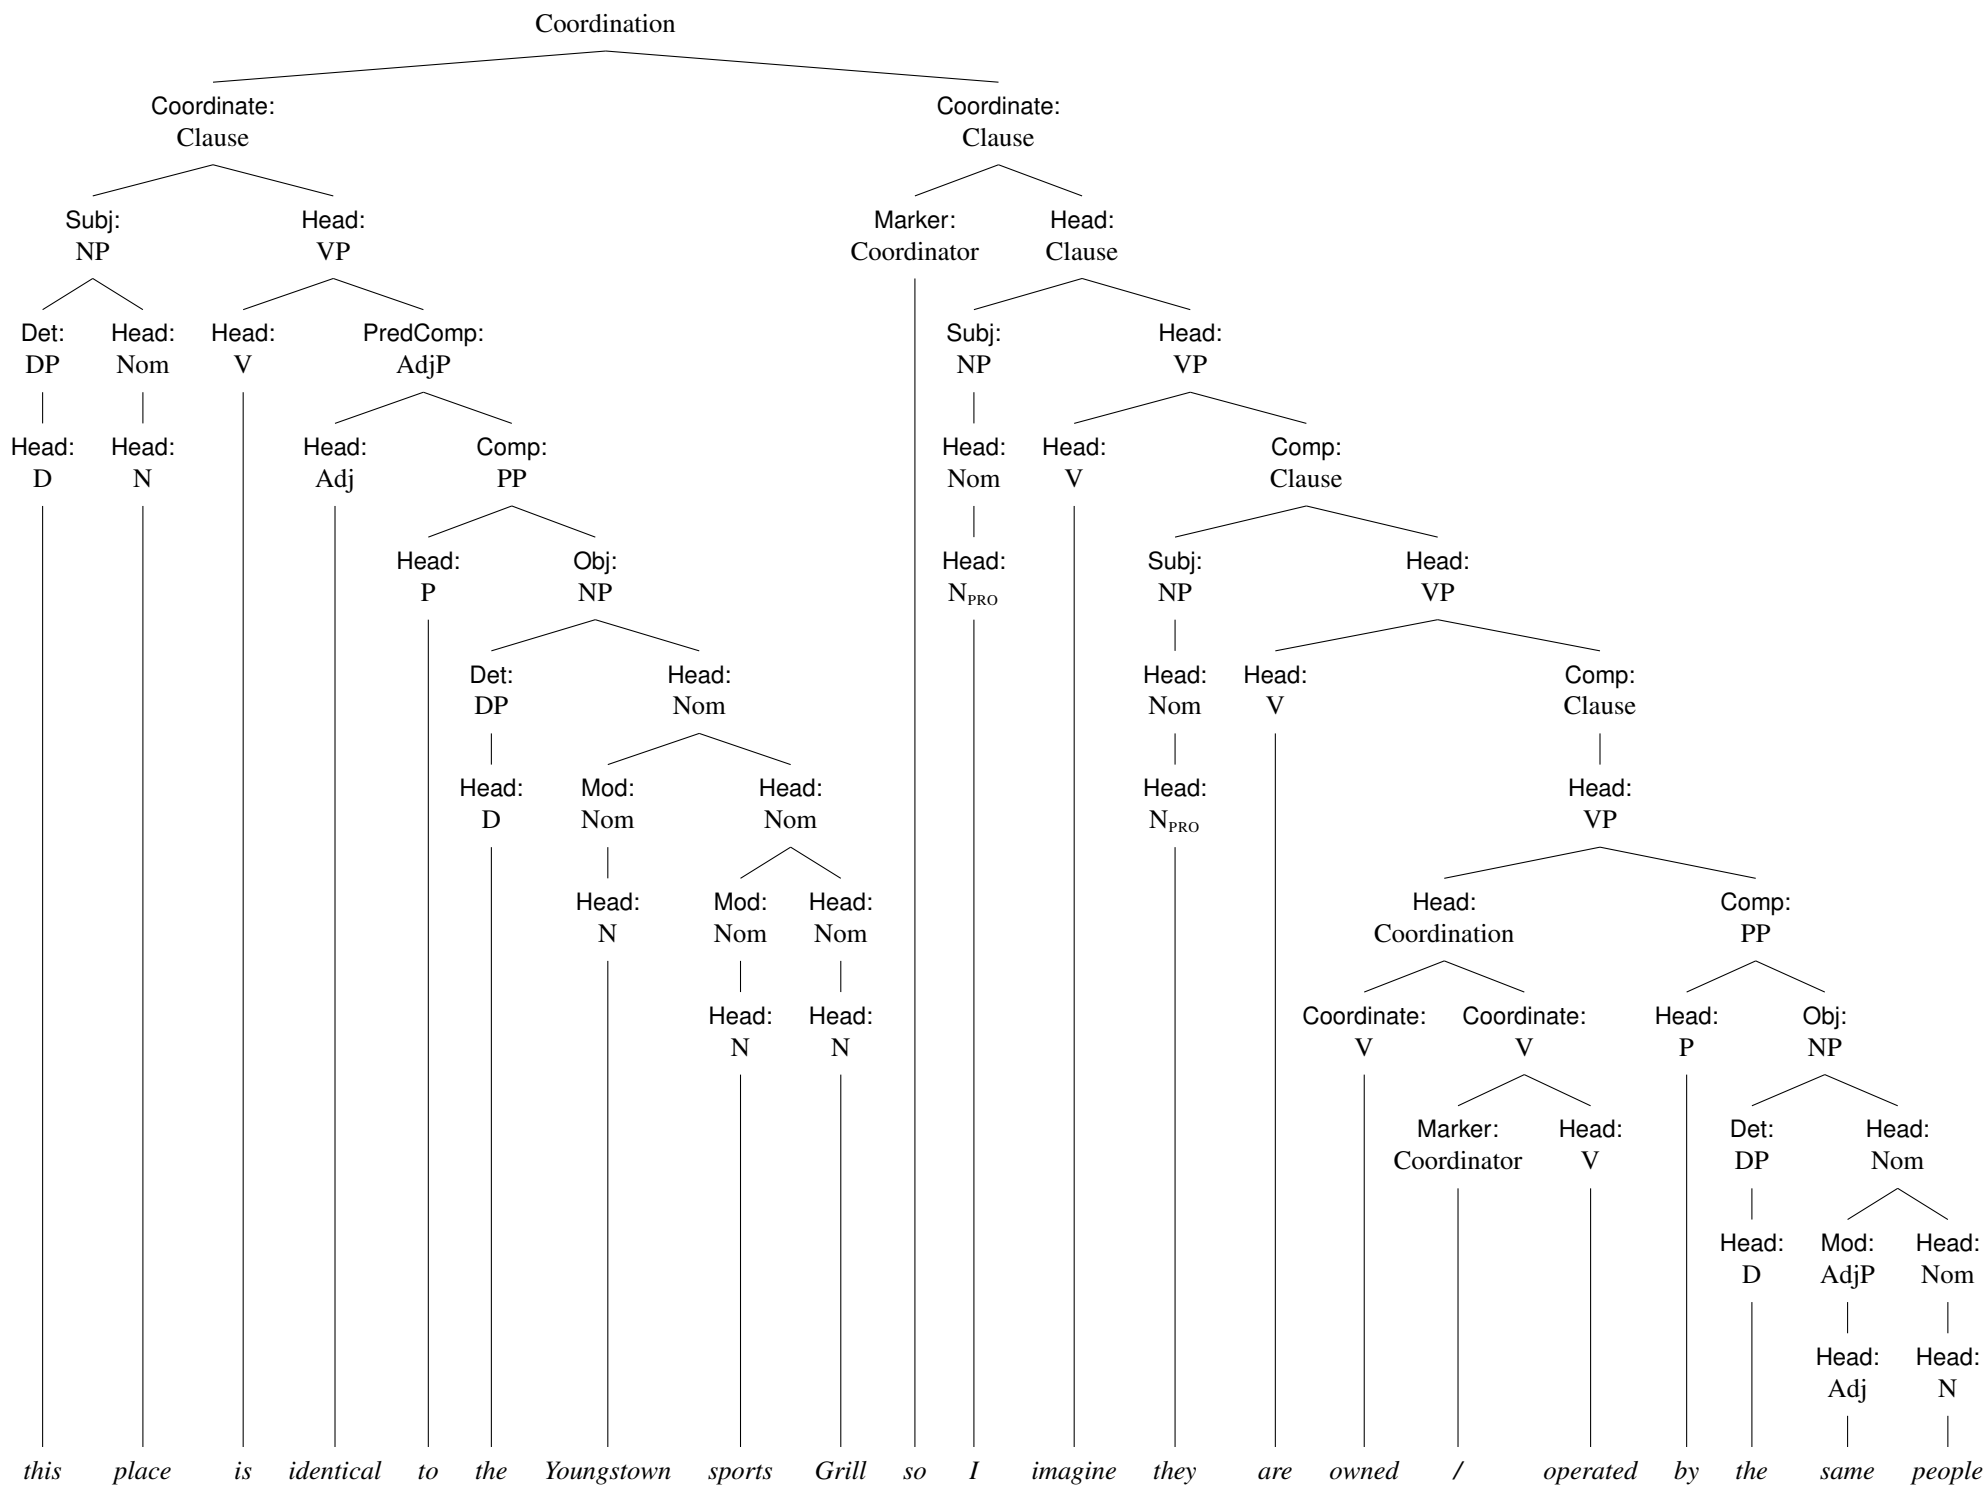 Coordination
Coordinate: Coordinate:
Clause Clause
Subj: Head: Marker: Head:
NP VP Coordinator Clause
Det: Head: Head: PredComp: Subj: Head:
DP Nom V AdjP NP VP
Head: Head: Head: Comp: Head: Head: Comp:
D N Adj PP Nom V Clause
Head: Obj: Head: Subj: Head:
P NP N_PRO NP VP
Det: Head: Head: Head: Comp:
DP Nom Nom V Clause
Head: Mod: Head: Head: Head:
D Nom Nom N_PRO VP
Head: Mod: Head: Head: Comp:
N Nom Nom Coordination PP
Head: Head: Coordinate: Coordinate: Head: Obj:
N N V V P NP
Marker: Head: Det: Head:
Coordinator V DP Nom
Head: Mod: Head:
D AdjP Nom
Head: Head:
Adj N
this place is identical to the Youngstown sports Grill so I imagine they are owned / operated by the same people